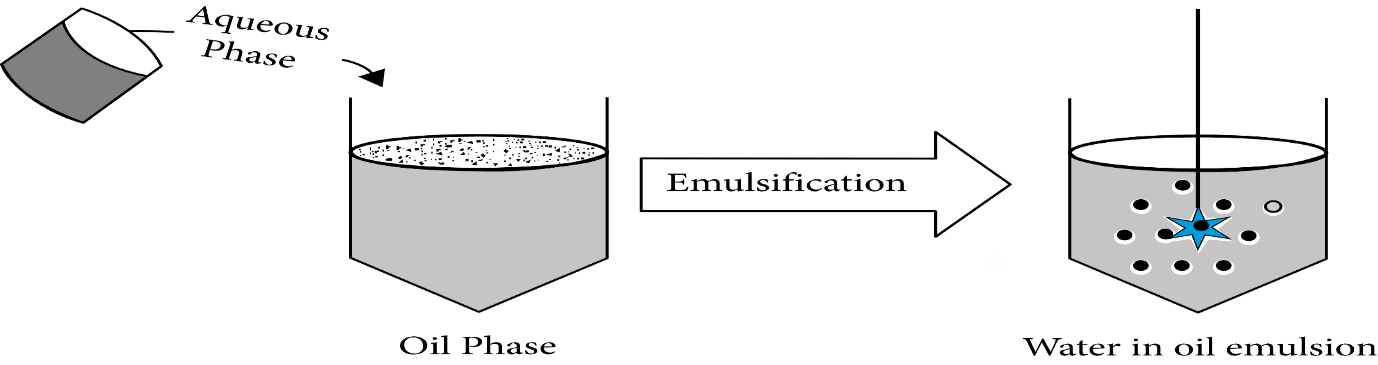 Aqueous
Phase
Emulsification
Oil Phase
Water in oil emulsion